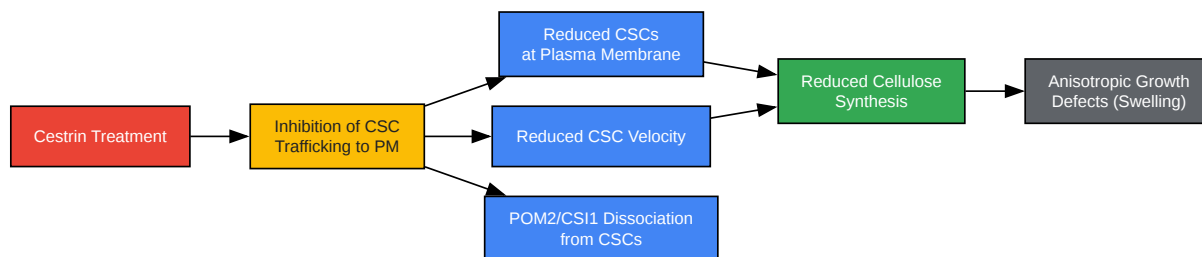 Cestrin Treatment
Inhibition of CSC
Trafficking to PM
Reduced CSCs
at Plasma Membrane
Reduced CSC Velocity
POM2/CSI1 Dissociation
from CSCs
Reduced Cellulose
Synthesis
Anisotropic Growth
Defects (Swelling)